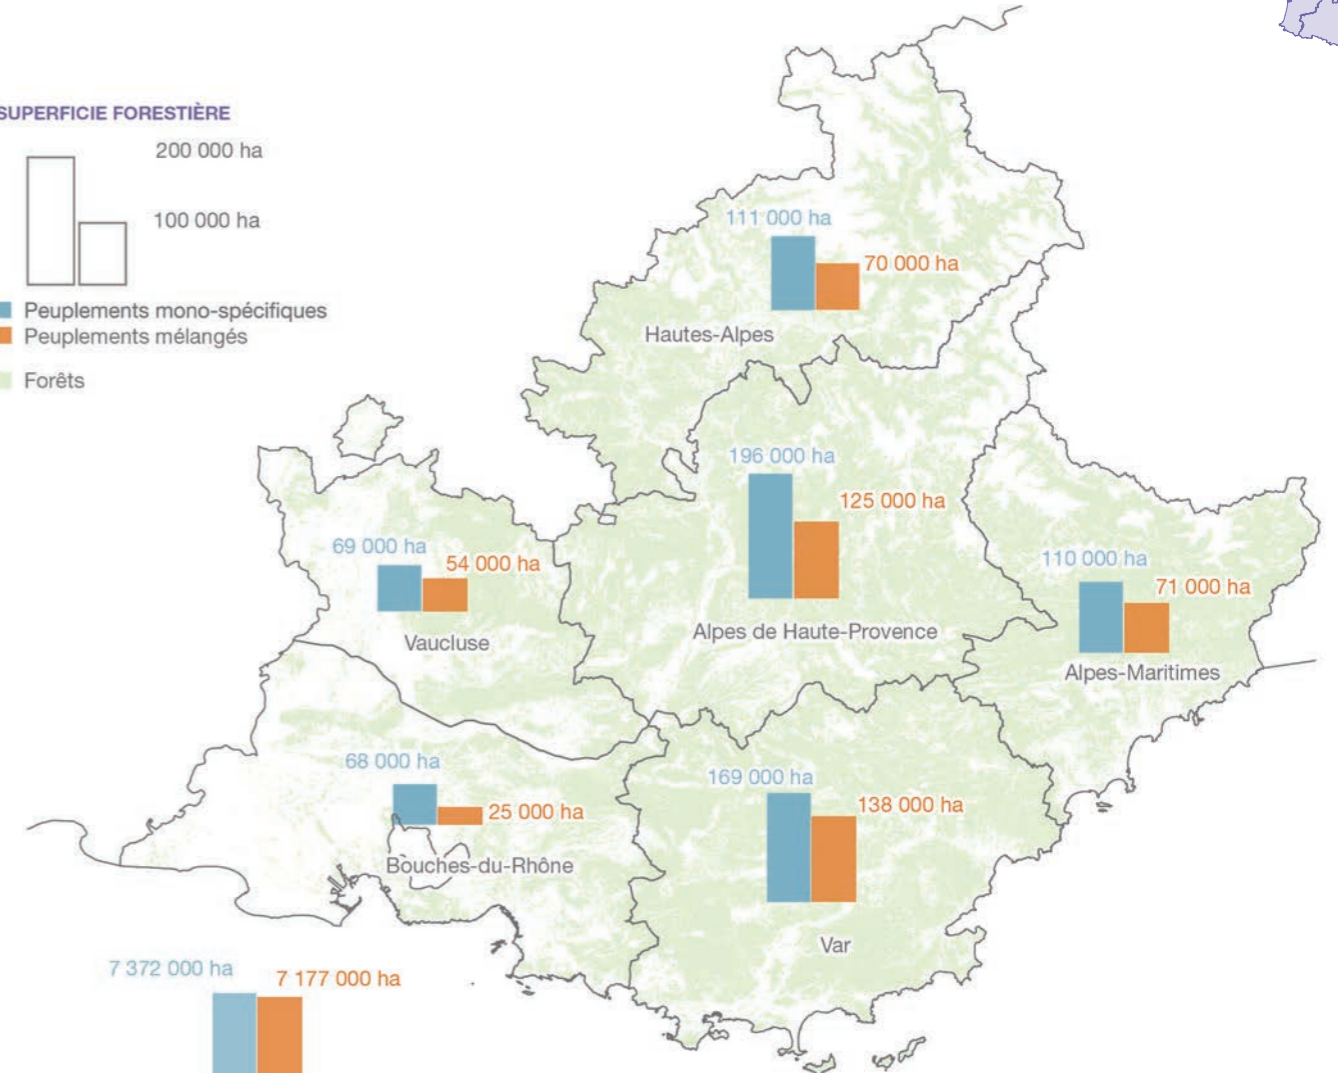 SUPERFICIE FORESTIÈRE
200 000 ha
100 000 ha
Peuplements mono-spécifiques
Peuplements mélangés
Forêts
111 000 ha
70 000 ha
Hautes-Alpes
196 000 ha
125 000 ha
Alpes de Haute-Provence
69 000 ha
54 000 ha
Vaucluse
110 000 ha
71 000 ha
Alpes-Maritimes
68 000 ha
25 000 ha
Bouches-du-Rhône
169 000 ha
138 000 ha
Var
7 372 000 ha
7 177 000 ha